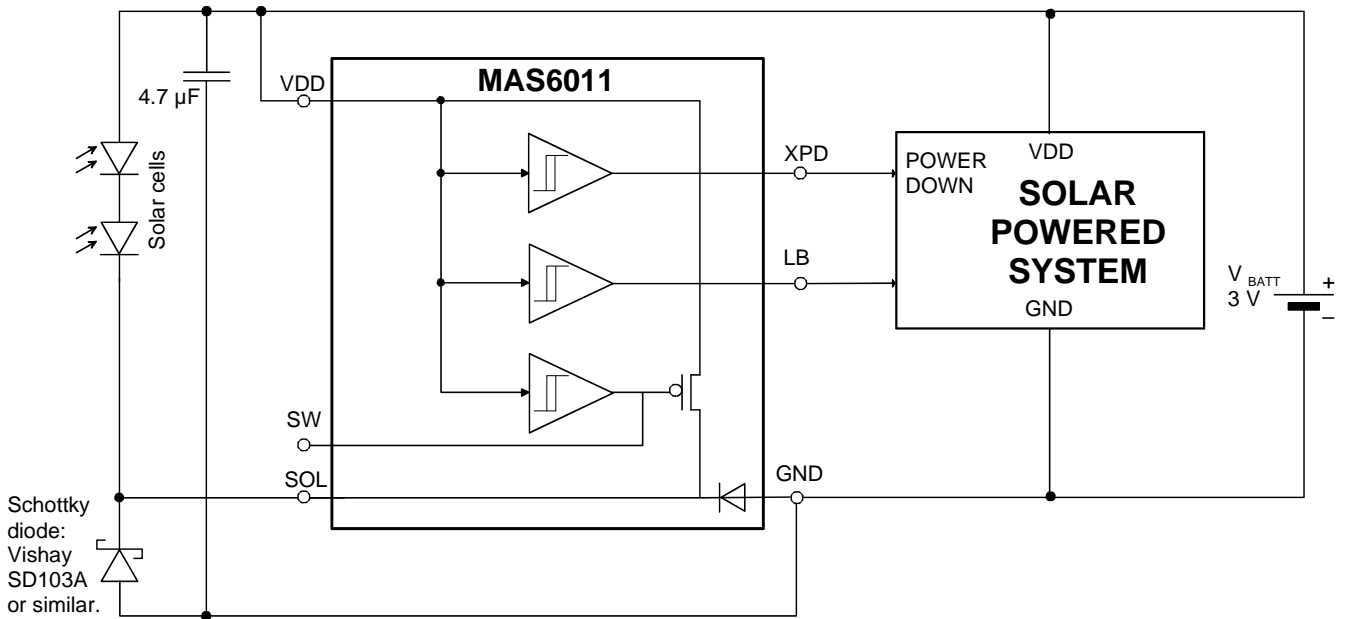 MAS6011
VDD
4.7 µF
Solar cells
XPD
POWER
DOWN
VDD
SOLAR
POWERED
SYSTEM
GND
LB
V BATT
3 V
+
–
SW
SOL
GND
Schottky
diode:
Vishay
SD103A
or similar.